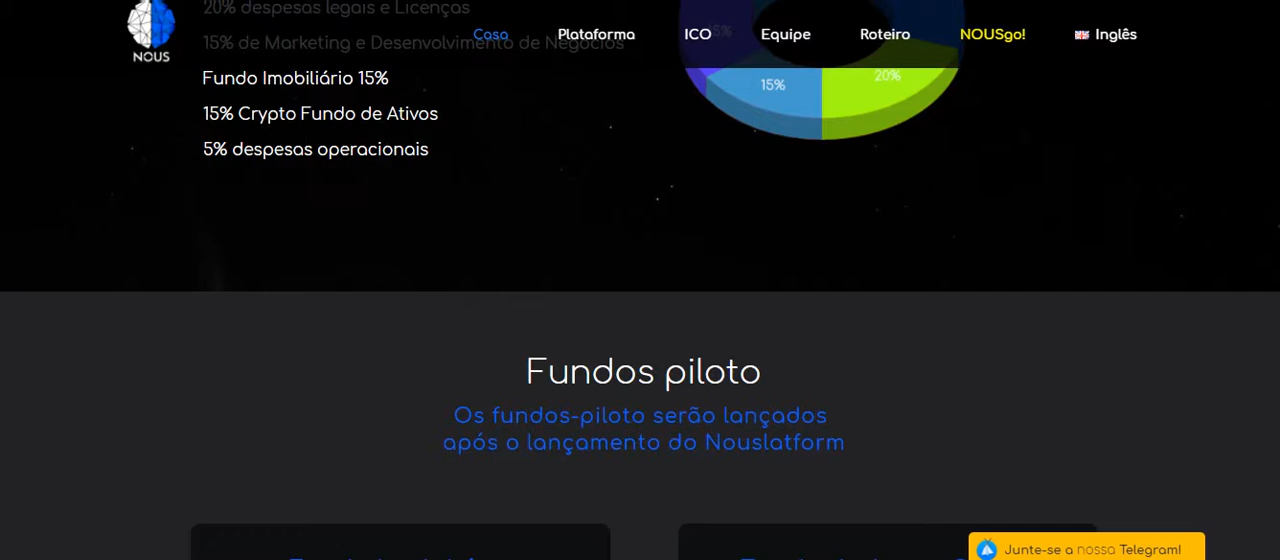 20% despesas legais e Licenças
15% de Marketing e Desenvolvimento de Negócios
NOUS
Casa Plataforma ICO Equipe Roteiro NOUSgo! Inglês
Fundo Imobiliário 15%
15% Crypto Fundo de Ativos
5% despesas operacionais
15%
15%
20%
Fundos piloto
Os fundos-piloto serão lançados
após o lançamento do Nouslatform
Junte-se a nossa Telegram!